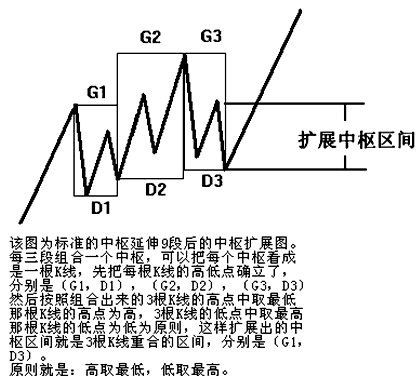 G2
G3
G1
扩展中枢区间
D1
D2
D3
该图为标准的中枢延伸9段后的中枢扩展图。
每三段组合一个中枢，可以把每个中枢看成
是一根K线，先把每根K线的高低点确立了，
分别是（G1，D1），（G2，D2），（G3，D3）
然后按照组合出来的3根K线的高点中取最低
那根K线的高点为高，3根K线的低点中取最高
那根K线的低点为低为原则，这样扩展出的中
枢区间就是3根K线重合的区间，分别是（G1，
D3）。
原则就是：高取最低，低取最高。